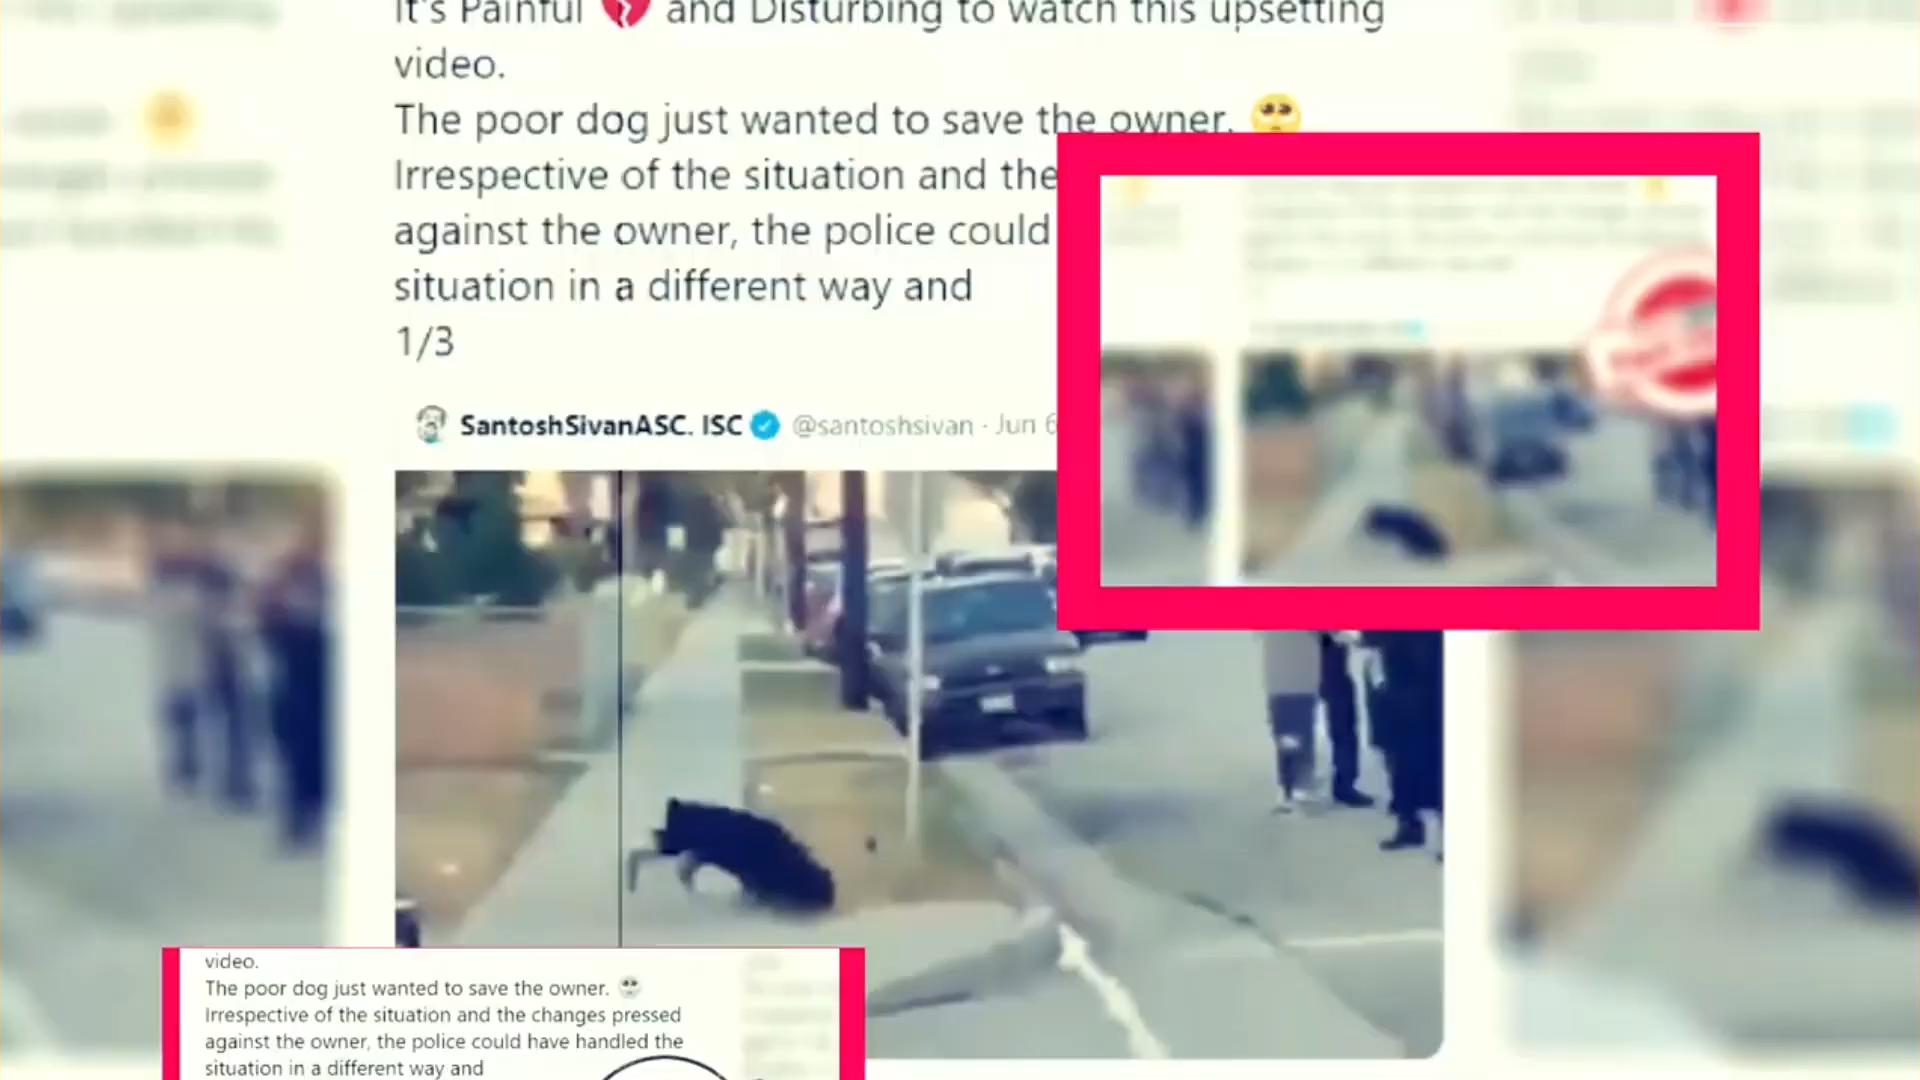 It's Painful 💔 and Disturbing to watch this upsetting
video.
The poor dog just wanted to save the owner. 🥺
Irrespective of the situation and the
against the owner, the police could
situation in a different way and
1/3
SantoshSivanASC. ISC @santoshsivan · Jun 6
video.
The poor dog just wanted to save the owner. 🥺
Irrespective of the situation and the changes pressed
against the owner, the police could have handled the
situation in a different way and